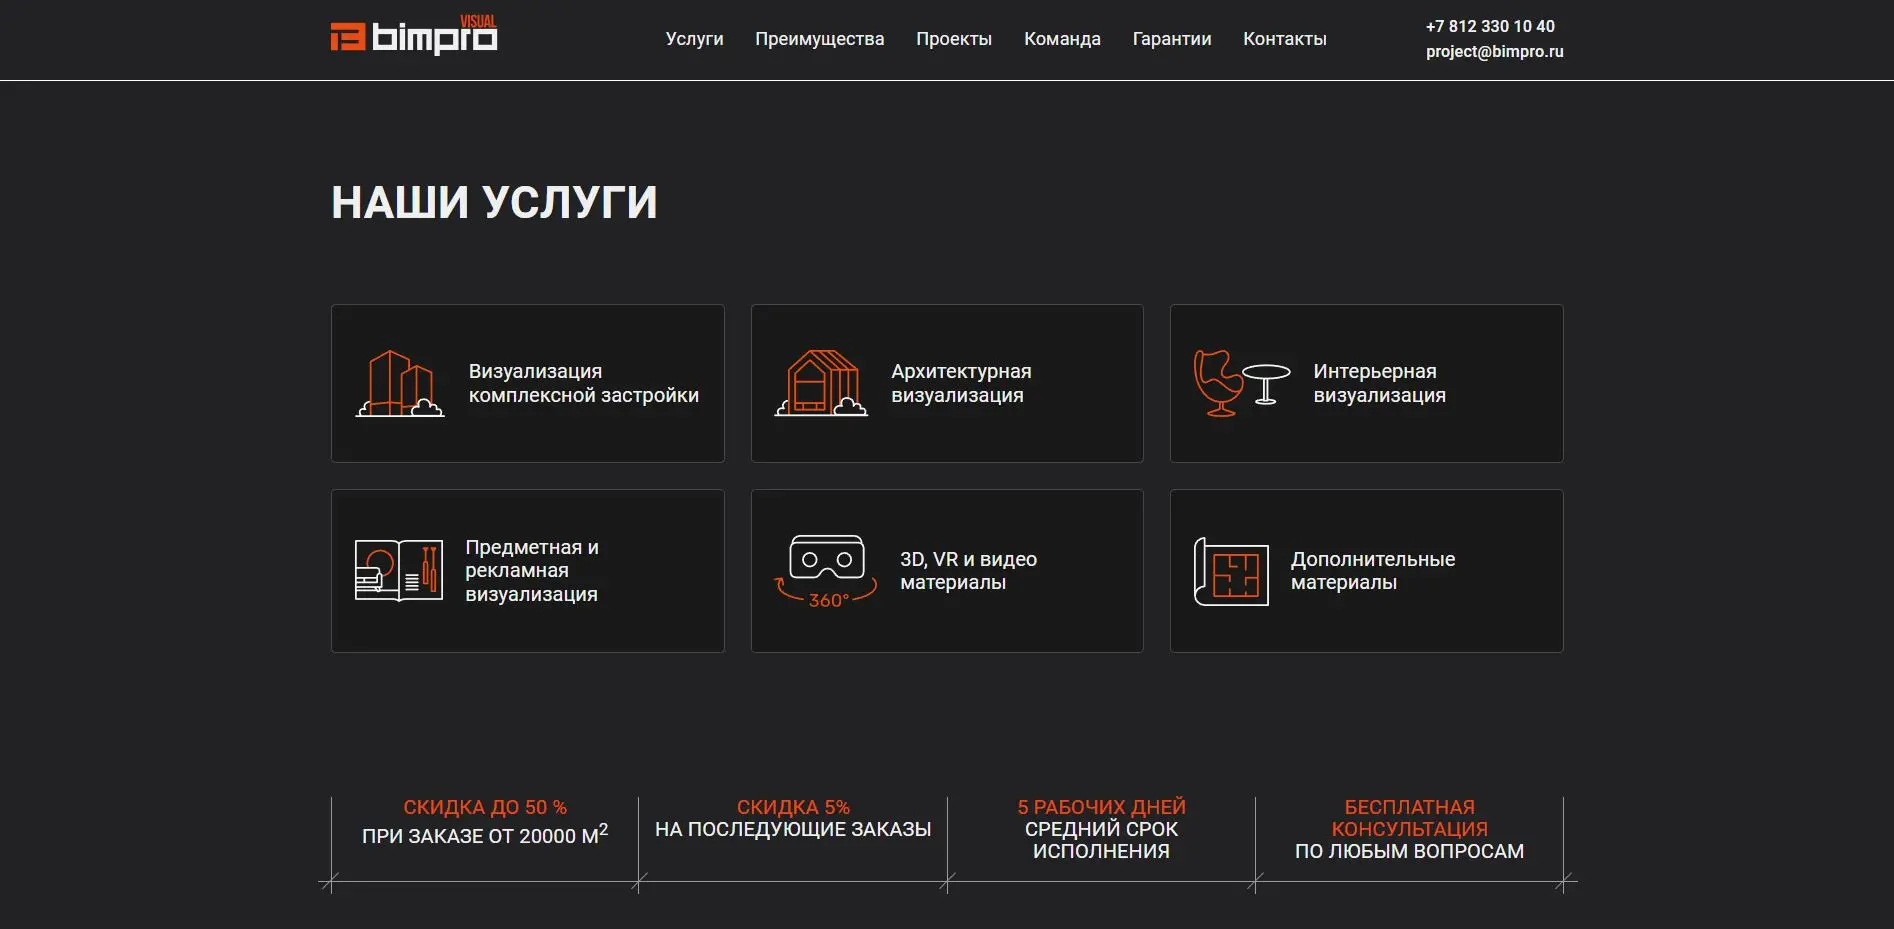 VISUAL
bimpro
Услуги Преимущества Проекты Команда Гарантии Контакты
+7 812 330 10 40
project@bimpro.ru
НАШИ УСЛУГИ
Визуализация
комплексной застройки
Архитектурная
визуализация
Интерьерная
визуализация
Предметная и
рекламная
визуализация
360°
3D, VR и видео
материалы
Дополнительные
материалы
СКИДКА ДО 50 %
ПРИ ЗАКАЗЕ ОТ 20000 М²
СКИДКА 5%
НА ПОСЛЕДУЮЩИЕ ЗАКАЗЫ
5 РАБОЧИХ ДНЕЙ
СРЕДНИЙ СРОК
ИСПОЛНЕНИЯ
БЕСПЛАТНАЯ
КОНСУЛЬТАЦИЯ
ПО ЛЮБЫМ ВОПРОСАМ